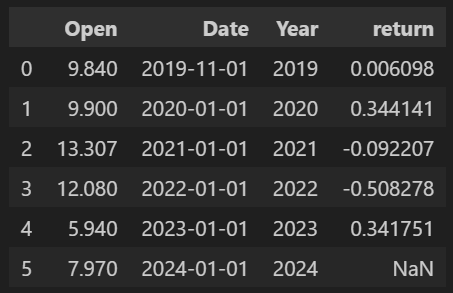 Open Date Year return
0 9.840 2019-11-01 2019 0.006098
1 9.900 2020-01-01 2020 0.344141
2 13.307 2021-01-01 2021 -0.092207
3 12.080 2022-01-01 2022 -0.508278
4 5.940 2023-01-01 2023 0.341751
5 7.970 2024-01-01 2024 NaN